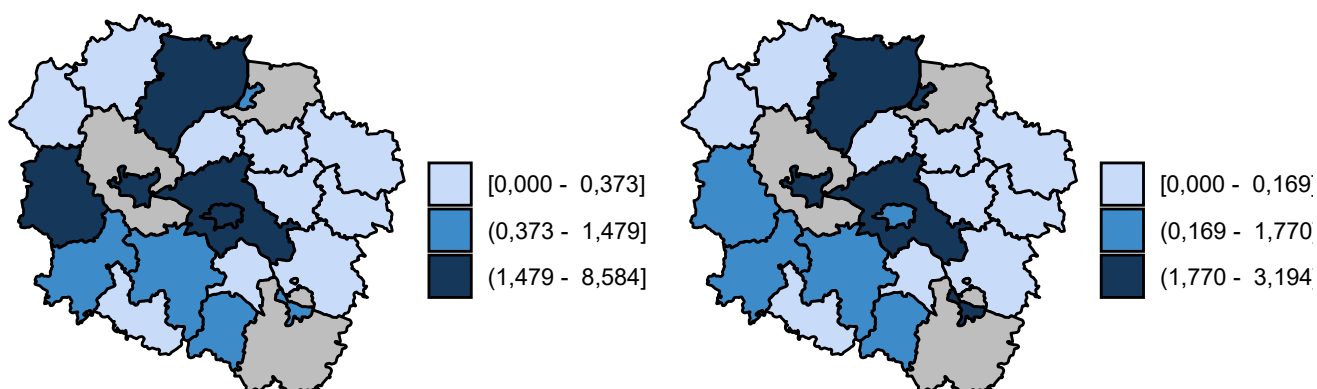 [0,000 - 0,373]
(0,373 - 1,479]
(1,479 - 8,584]
[0,000 - 0,169]
(0,169 - 1,770]
(1,770 - 3,194]